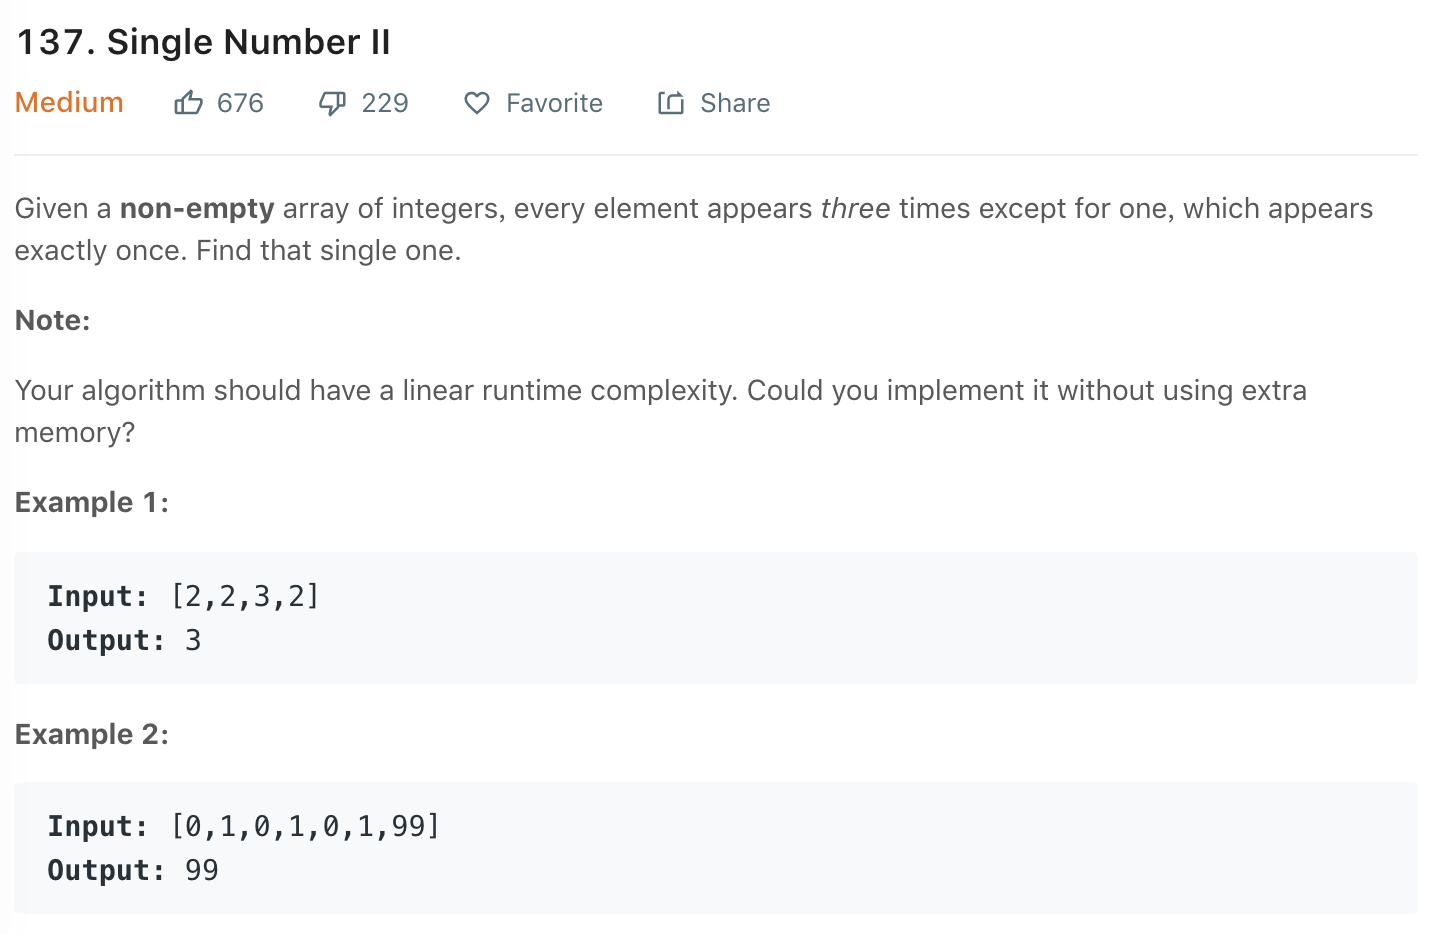 137. Single Number II
Medium 676 229 Favorite Share
Given a non-empty array of integers, every element appears three times except for one, which appears
exactly once. Find that single one.
Note:
Your algorithm should have a linear runtime complexity. Could you implement it without using extra
memory?
Example 1:
Input: [2,2,3,2]
Output: 3
Example 2:
Input: [0,1,0,1,0,1,99]
Output: 99